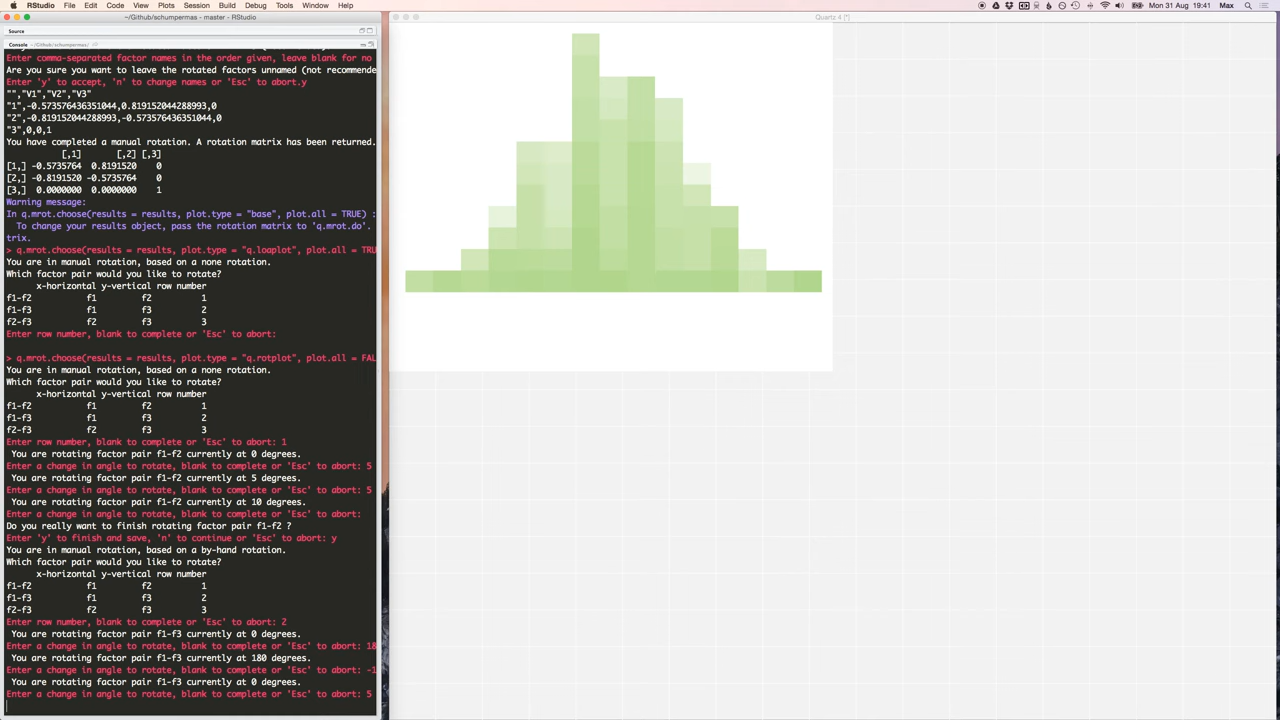 RStudio File Edit Code View Plots Session Build Debug Tools Window Help Mon 31 Aug 19:41 Max
~/Github/schumpermas - master - RStudio
Quartz 4 [*]
Source
Console ~/Github/schumpermas/
Enter comma-separated factor names in the order given, leave blank for no
Are you sure you want to leave the rotated factors unnamed (not recommende
Enter 'y' to accept, 'n' to change names or 'Esc' to abort.y
"","V1","V2","V3"
"1",-0.573576436351044,0.819152044288993,0
"2",-0.819152044288993,-0.573576436351044,0
"3",0,0,1
You have completed a manual rotation. A rotation matrix has been returned.
[,1] [,2] [,3]
[1,] -0.5735764 0.8191520 0
[2,] -0.8191520 -0.5735764 0
[3,] 0.0000000 0.0000000 1
Warning message:
In q.mrot.choose(results = results, plot.type = "base", plot.all = TRUE) :
To change your results object, pass the rotation matrix to 'q.mrot.do'.
trix.
> q.mrot.choose(results = results, plot.type = "q.loaplot", plot.all = TRU
You are in manual rotation, based on a none rotation.
Which factor pair would you like to rotate?
x-horizontal y-vertical row number
f1-f2 f1 f2 1
f1-f3 f1 f3 2
f2-f3 f2 f3 3
Enter row number, blank to complete or 'Esc' to abort:
> q.mrot.choose(results = results, plot.type = "q.rotplot", plot.all = FAL
You are in manual rotation, based on a none rotation.
Which factor pair would you like to rotate?
x-horizontal y-vertical row number
f1-f2 f1 f2 1
f1-f3 f1 f3 2
f2-f3 f2 f3 3
Enter row number, blank to complete or 'Esc' to abort: 1
You are rotating factor pair f1-f2 currently at 0 degrees.
Enter a change in angle to rotate, blank to complete or 'Esc' to abort: 5
You are rotating factor pair f1-f2 currently at 5 degrees.
Enter a change in angle to rotate, blank to complete or 'Esc' to abort: 5
You are rotating factor pair f1-f2 currently at 10 degrees.
Enter a change in angle to rotate, blank to complete or 'Esc' to abort:
Do you really want to finish rotating factor pair f1-f2 ?
Enter 'y' to finish and save, 'n' to continue or 'Esc' to abort: y
You are in manual rotation, based on a by-hand rotation.
Which factor pair would you like to rotate?
x-horizontal y-vertical row number
f1-f2 f1 f2 1
f1-f3 f1 f3 2
f2-f3 f2 f3 3
Enter row number, blank to complete or 'Esc' to abort: 2
You are rotating factor pair f1-f3 currently at 0 degrees.
Enter a change in angle to rotate, blank to complete or 'Esc' to abort: 18
You are rotating factor pair f1-f3 currently at 180 degrees.
Enter a change in angle to rotate, blank to complete or 'Esc' to abort: -1
You are rotating factor pair f1-f3 currently at 0 degrees.
Enter a change in angle to rotate, blank to complete or 'Esc' to abort: 5